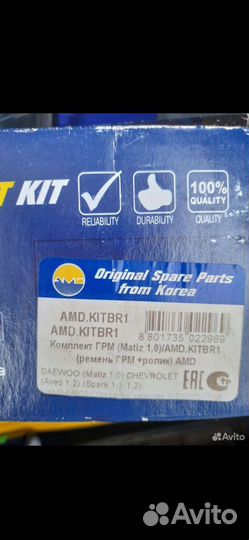 T KIT
100%
QUALITY
RELIABILITY
DURABILITY
QUALITY
AMD
Original Spare Parts
from Korea
AMD.KITBR1
AMD.KITBR1
8 801735 022969
Комплект ГРМ (Matiz 1,0)/AMD.KITBR1
(ремень ГРМ +ролик) AMD
DAEWOO (Matiz 1,0) CHEVROLET
(Aveo 1,2) (Spark 1,1-1,2)
EAC
Avito
Avito